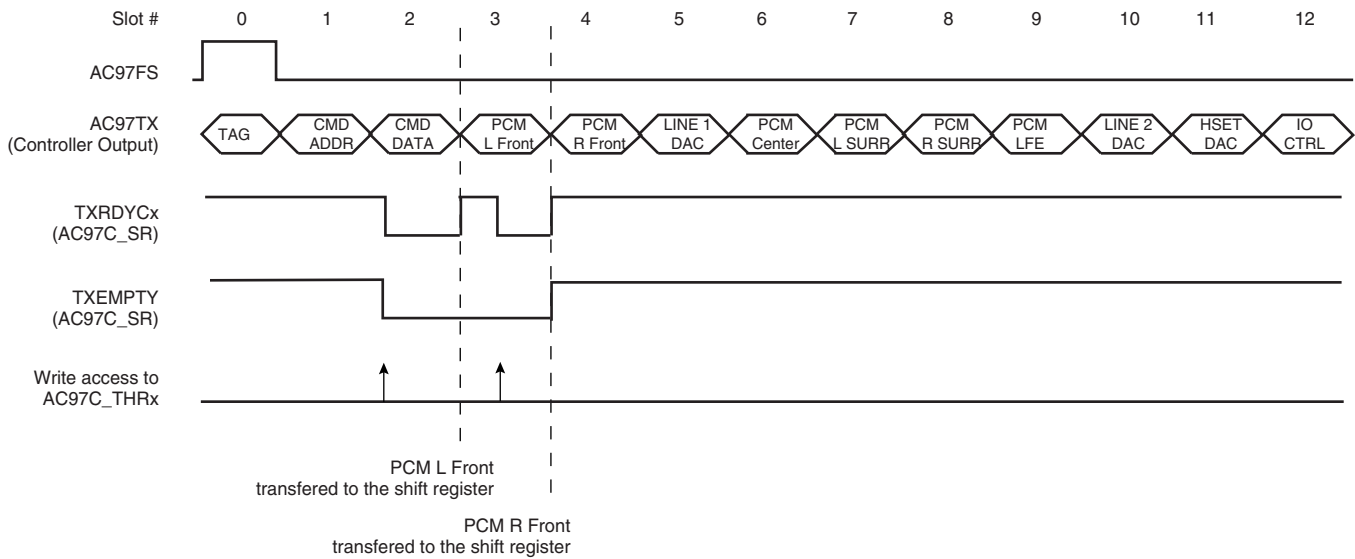 Slot # 0 1 2 3 4 5 6 7 8 9 10 11 12
AC97FS
AC97TX
(Controller Output)
TAG
CMD
ADDR
CMD
DATA
PCM
L Front
PCM
R Front
LINE 1
DAC
PCM
Center
PCM
L SURR
PCM
R SURR
PCM
LFE
LINE 2
DAC
HSET
DAC
IO
CTRL
TXRDYCx
(AC97C_SR)
TXEMPTY
(AC97C_SR)
Write access to
AC97C_THRx
PCM L Front
transfered to the shift register
PCM R Front
transfered to the shift register